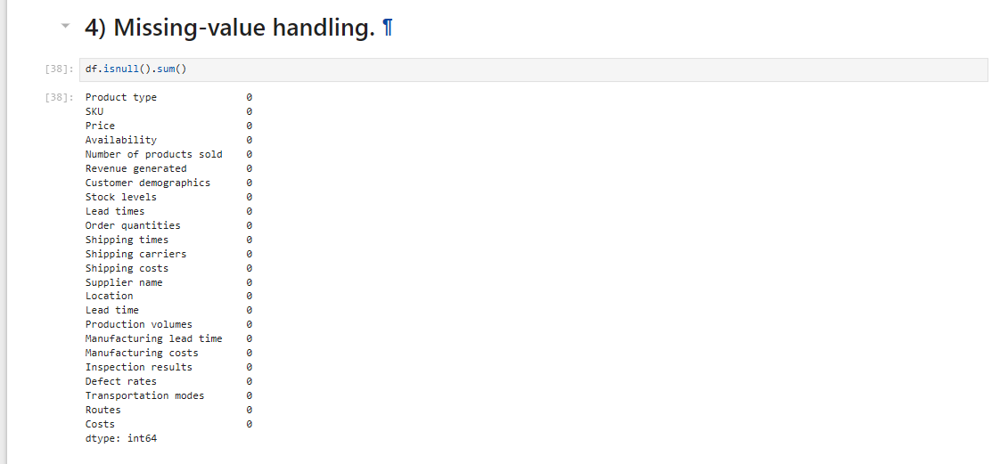 4) Missing-value handling. ¶
[38]: df.isnull().sum()
[38]: Product type 0
SKU 0
Price 0
Availability 0
Number of products sold 0
Revenue generated 0
Customer demographics 0
Stock levels 0
Lead times 0
Order quantities 0
Shipping times 0
Shipping carriers 0
Shipping costs 0
Supplier name 0
Location 0
Lead time 0
Production volumes 0
Manufacturing lead time 0
Manufacturing costs 0
Inspection results 0
Defect rates 0
Transportation modes 0
Routes 0
Costs 0
dtype: int64